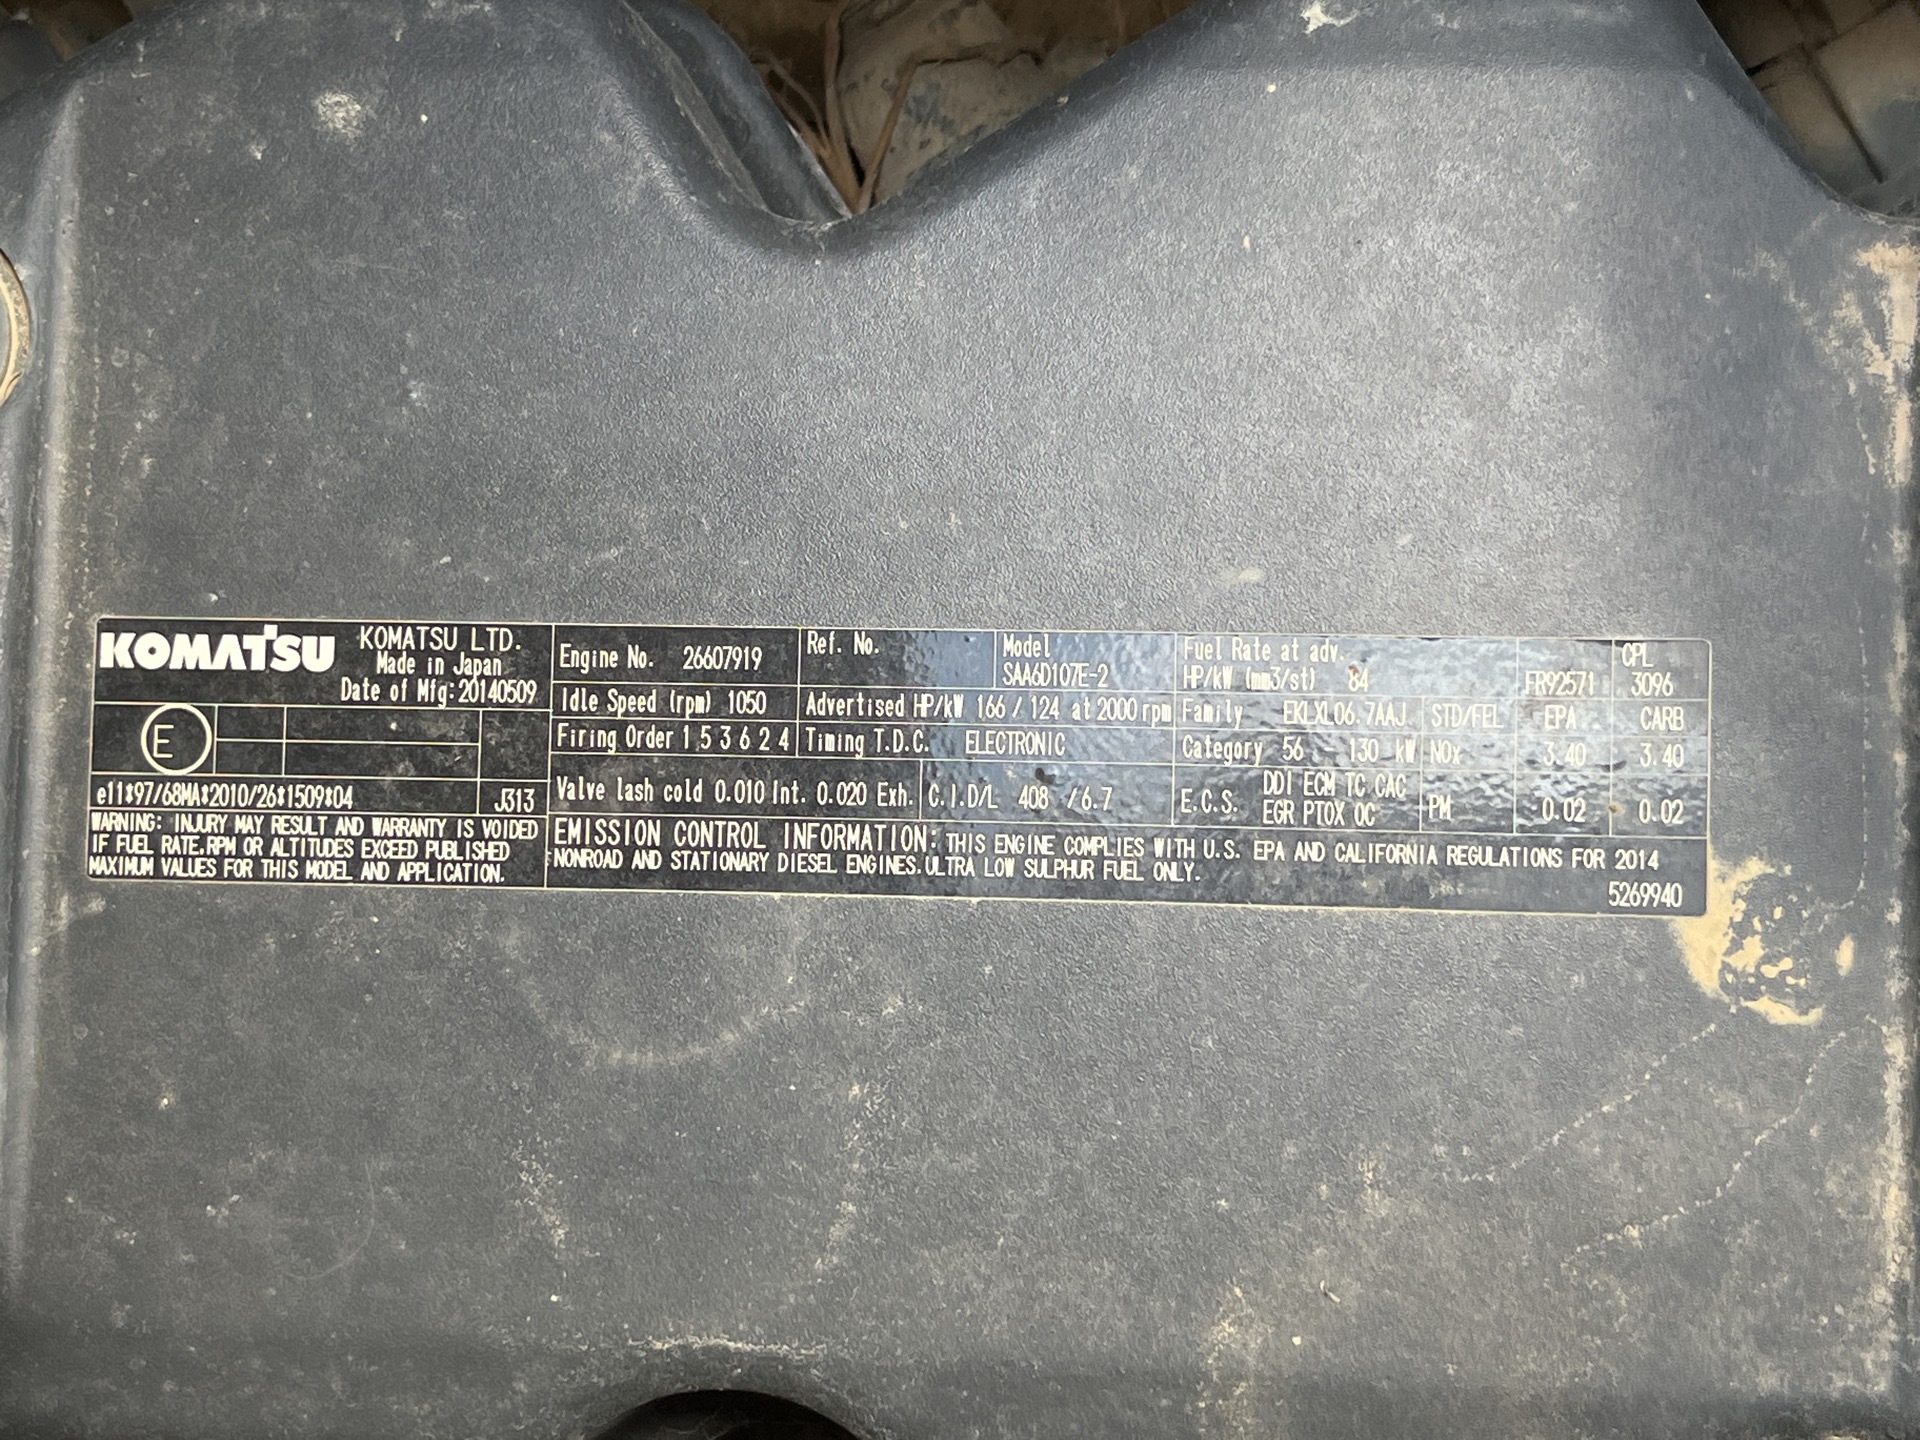 KOMATSU
KOMATSU LTD.
Made in Japan
Date of Mfg:20140509
E
e11*97/68MA*2010/26*1509*04
J313
WARNING: INJURY MAY RESULT AND WARRANTY IS VOIDED
IF FUEL RATE.RPM OR ALTITUDES EXCEED PUBLISHED
MAXIMUM VALUES FOR THIS MODEL AND APPLICATION.
Engine No. 26607919
Ref. No.
Model
SAA6D107E-2
Fuel Rate at adv.
HP/kW (mm3/st) 84
FR92571
CPL
3096
Idle Speed (rpm) 1050
Advertised HP/kW 166 / 124 at 2000 rpm
Family EKLXL06.7AAJ
STD/FEL
EPA
CARB
Firing Order 1 5 3 6 2 4
Timing T.D.C. ELECTRONIC
Category 56 - 130 kW
NOx
3.40
3.40
Valve lash cold 0.010 Int. 0.020 Exh.
C.I.D/L 408 /6.7
E.C.S.
DDI ECM TC CAC
EGR PTOX OC
PM
0.02
0.02
EMISSION CONTROL INFORMATION: THIS ENGINE COMPLIES WITH U.S. EPA AND CALIFORNIA REGULATIONS FOR 2014
NONROAD AND STATIONARY DIESEL ENGINES.ULTRA LOW SULPHUR FUEL ONLY.
5269940